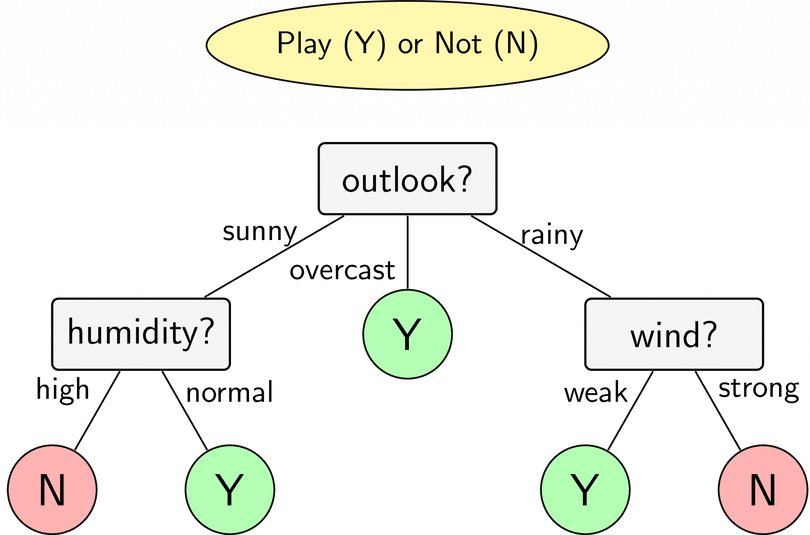 Play (Y) or Not (N)
outlook?
sunny
overcast
rainy
humidity?
Y
wind?
high
normal
weak
strong
N
Y
Y
N